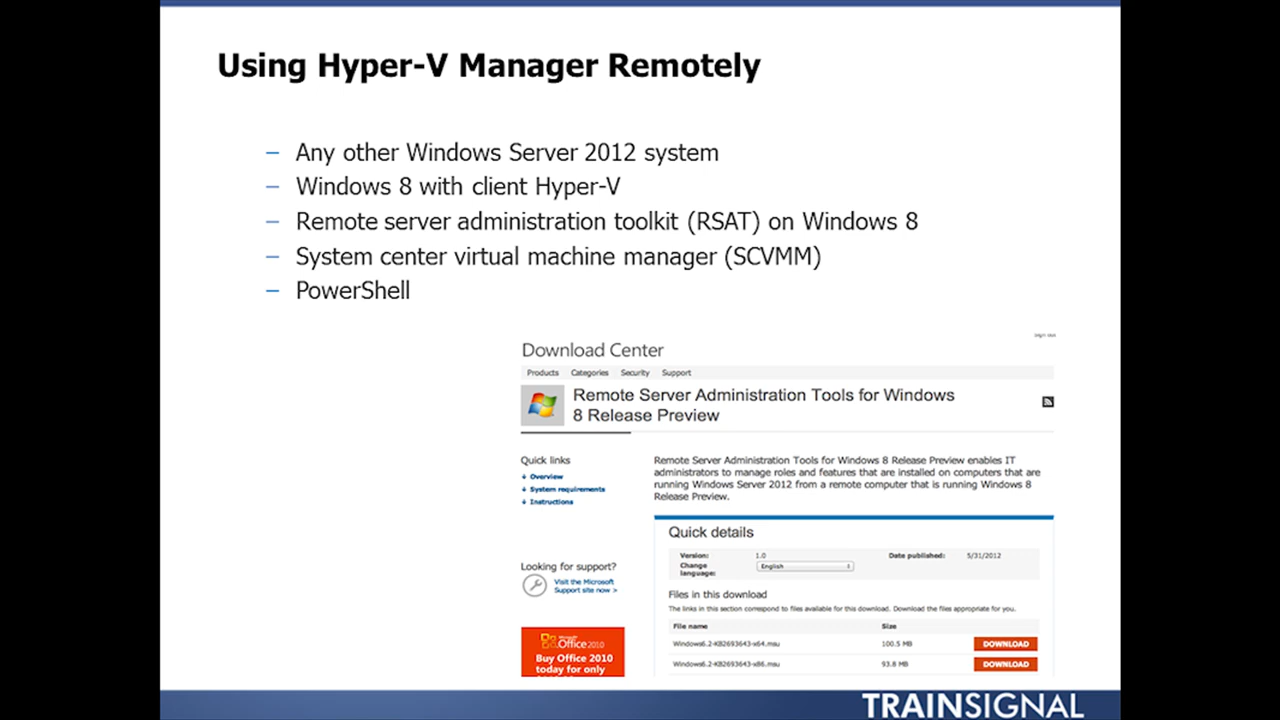 Using Hyper-V Manager Remotely
– Any other Windows Server 2012 system
– Windows 8 with client Hyper-V
– Remote server administration toolkit (RSAT) on Windows 8
– System center virtual machine manager (SCVMM)
– PowerShell
Download Center
Products Categories Security Support
Remote Server Administration Tools for Windows
8 Release Preview
Quick links
Overview
System requirements
Instructions
Looking for support?
Visit the Microsoft
Support site now >
Microsoft
Office 2010
Buy Office 2010
today for only
Remote Server Administration Tools for Windows 8 Release Preview enables IT
administrators to manage roles and features that are installed on computers that are
running Windows Server 2012 from a remote computer that is running Windows 8
Release Preview.
Quick details
Version: 1.0 Date published: 5/31/2012
Change
language: English
Files in this download
The links in this section correspond to files available for this download. Download the files appropriate for you.
File name Size
Windows6.2-KB2693643-x64.msu 100.5 MB DOWNLOAD
Windows6.2-KB2693643-x86.msu 93.8 MB DOWNLOAD
TRAINSIGNAL